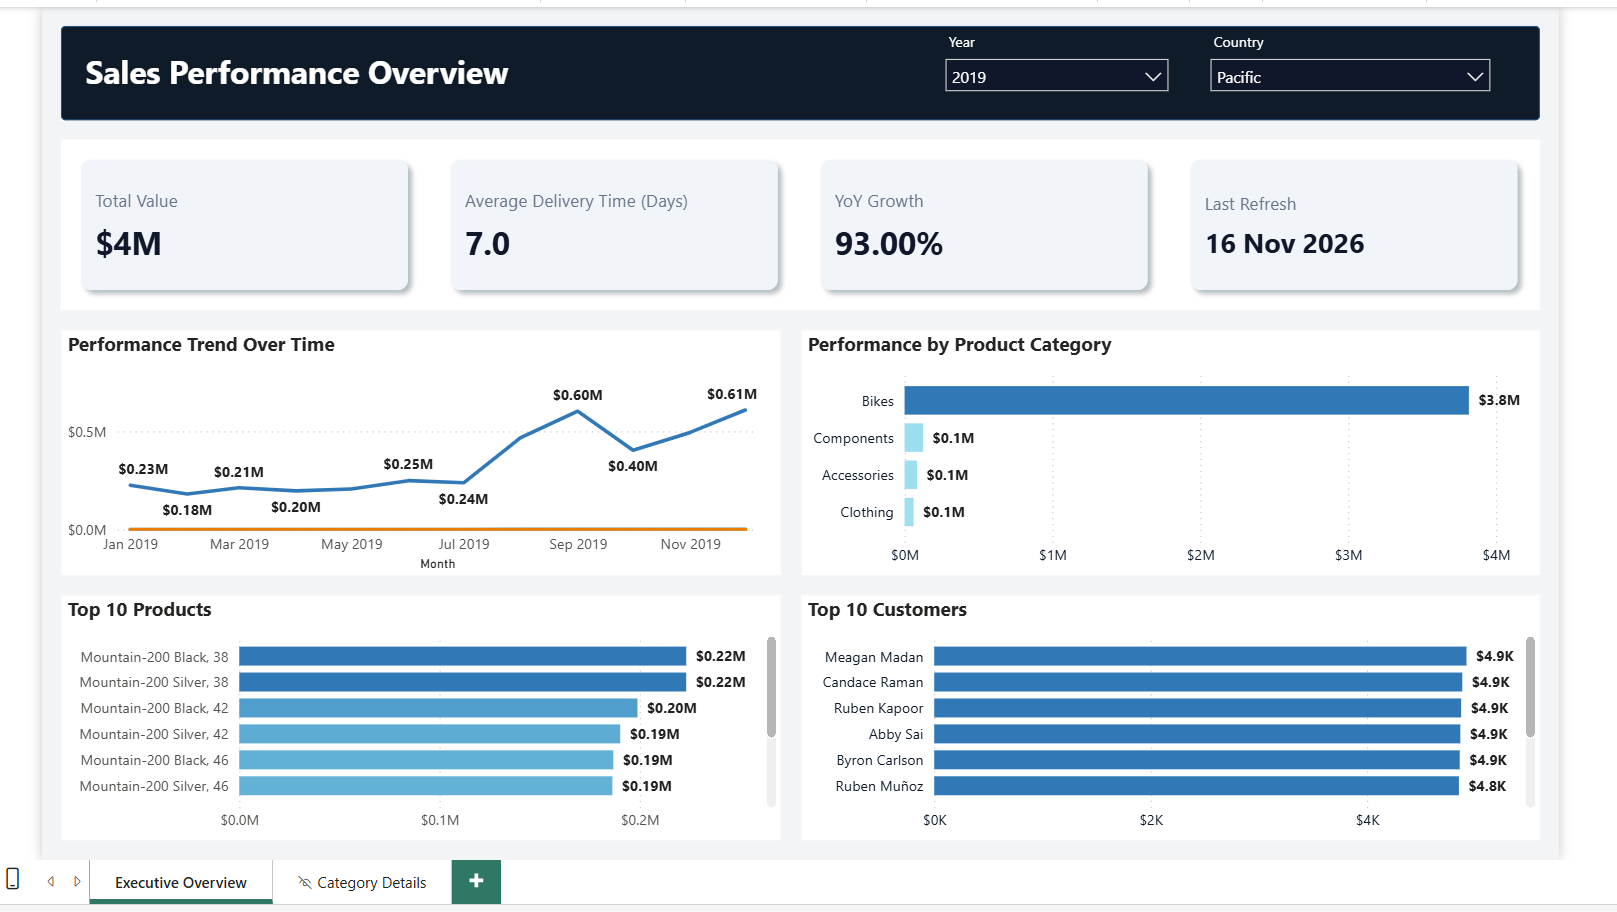 Sales Performance Overview
Year
2019
Country
Pacific
Total Value
$4M
Average Delivery Time (Days)
7.0
YoY Growth
93.00%
Last Refresh
16 Nov 2026
Performance Trend Over Time
$0.5M
$0.0M
$0.23M
$0.18M
$0.21M
$0.20M
$0.25M
$0.24M
$0.60M
$0.40M
$0.61M
Jan 2019
Mar 2019
May 2019
Jul 2019
Sep 2019
Nov 2019
Month
Performance by Product Category
Bikes $3.8M
Components $0.1M
Accessories $0.1M
Clothing $0.1M
$0M $1M $2M $3M $4M
Top 10 Products
Mountain-200 Black, 38 $0.22M
Mountain-200 Silver, 38 $0.22M
Mountain-200 Black, 42 $0.20M
Mountain-200 Silver, 42 $0.19M
Mountain-200 Black, 46 $0.19M
Mountain-200 Silver, 46 $0.19M
$0.0M $0.1M $0.2M
Top 10 Customers
Meagan Madan $4.9K
Candace Raman $4.9K
Ruben Kapoor $4.9K
Abby Sai $4.9K
Byron Carlson $4.9K
Ruben Muñoz $4.8K
$0K $2K $4K
Executive Overview
Category Details